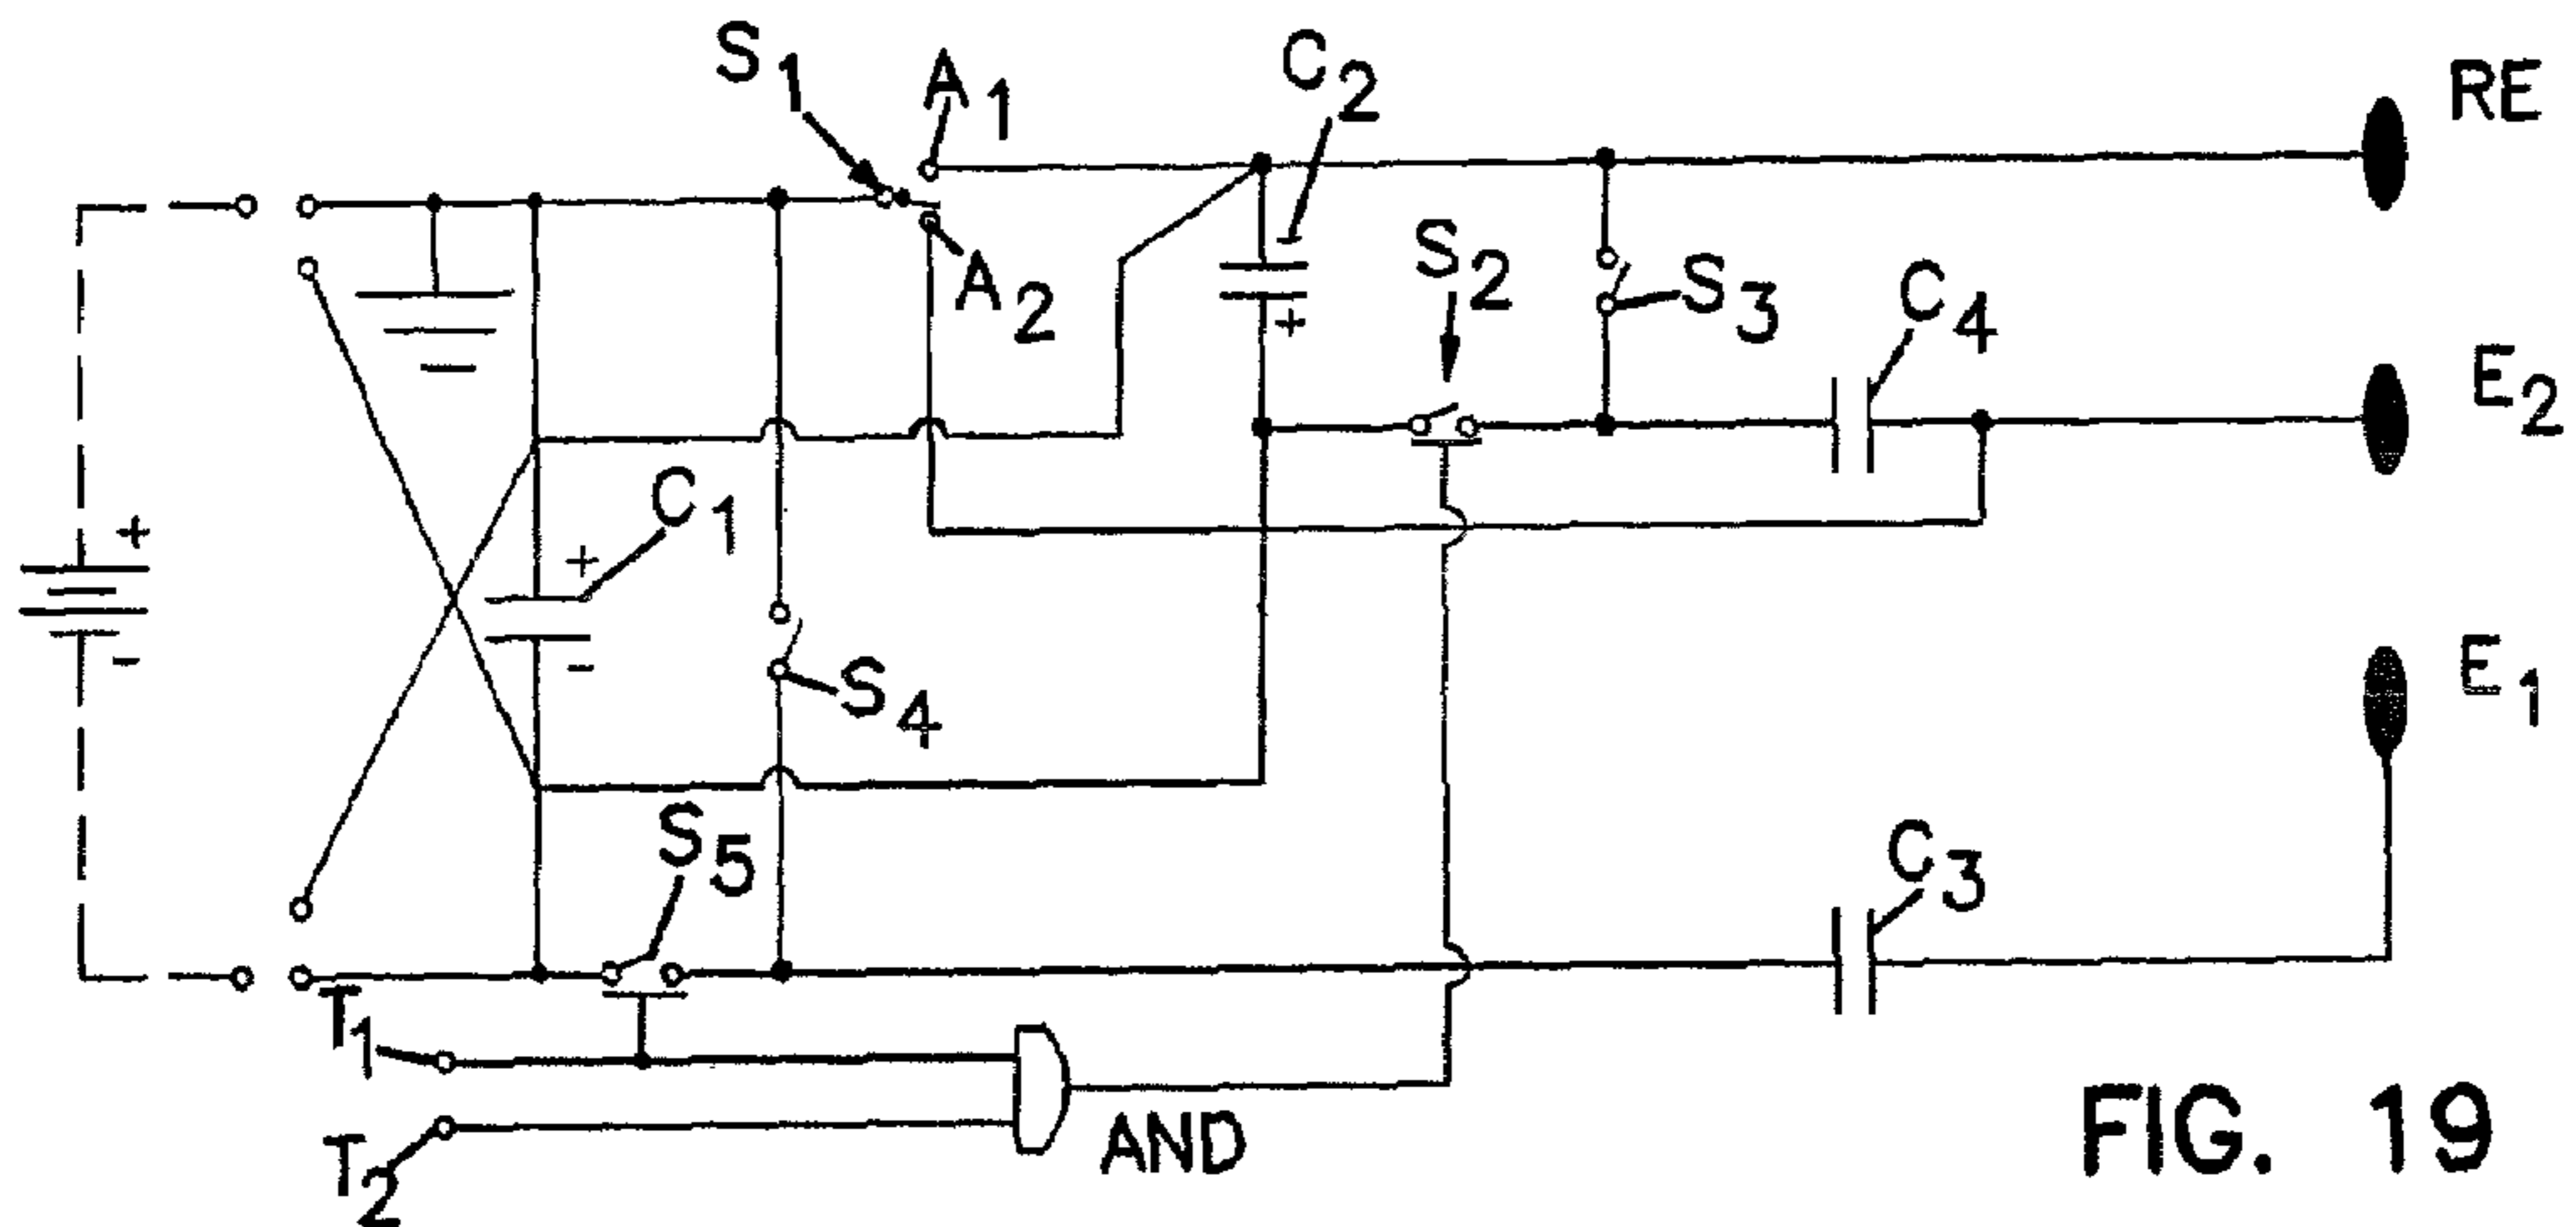 S1
A1
C2
RE
A2
S2
S3
C4
E2
+
-
+
C1
+
-
S4
E1
S5
C3
T1
T2
AND
FIG. 19